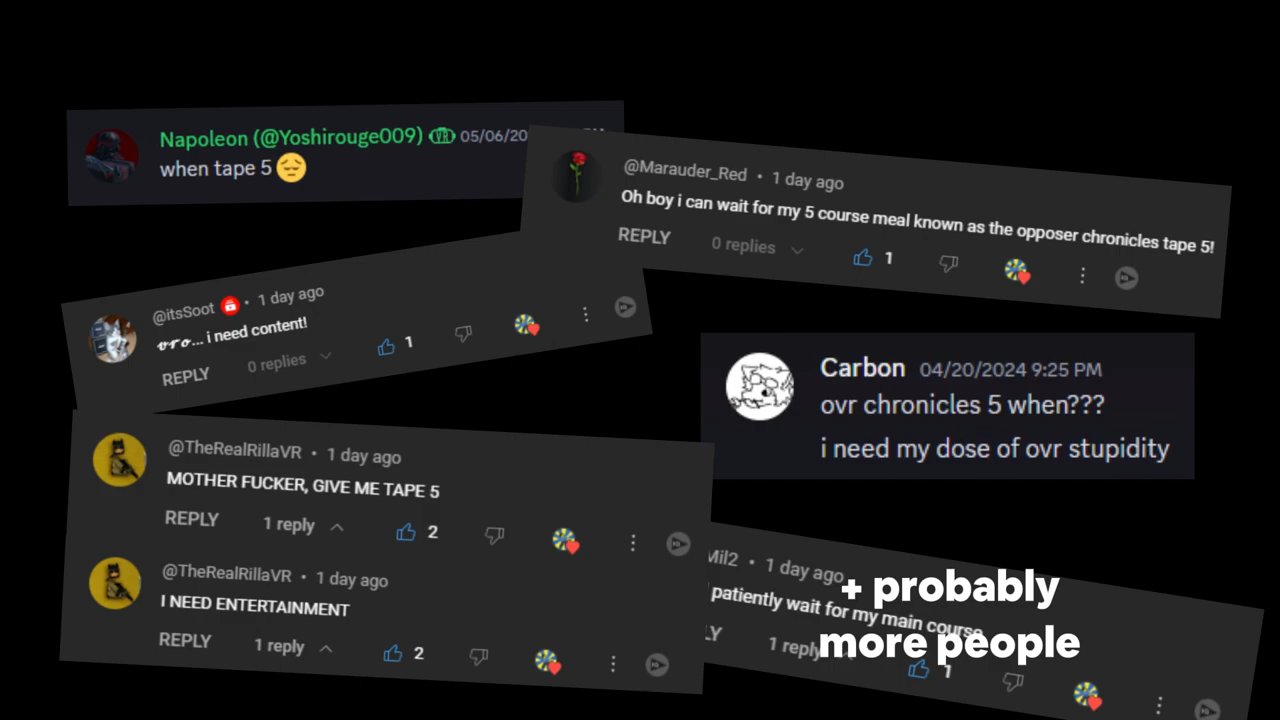 Napoleon (@Yoshirouge009) VR 05/06/20
when tape 5 😔
@Marauder_Red • 1 day ago
Oh boy i can wait for my 5 course meal known as the opposer chronicles tape 5!
REPLY 0 replies 1
@itsSoot • 1 day ago
𝓿𝓻𝓸... i need content!
REPLY 0 replies 1
Carbon 04/20/2024 9:25 PM
ovr chronicles 5 when???
i need my dose of ovr stupidity
@TheRealRillaVR • 1 day ago
MOTHER FUCKER, GIVE ME TAPE 5
REPLY 1 reply 2
@TheRealRillaVR • 1 day ago
I NEED ENTERTAINMENT
REPLY 1 reply 2
Mil2 • 1 day ago
patiently wait for my main course
LY 1 reply 1
+ probably
more people